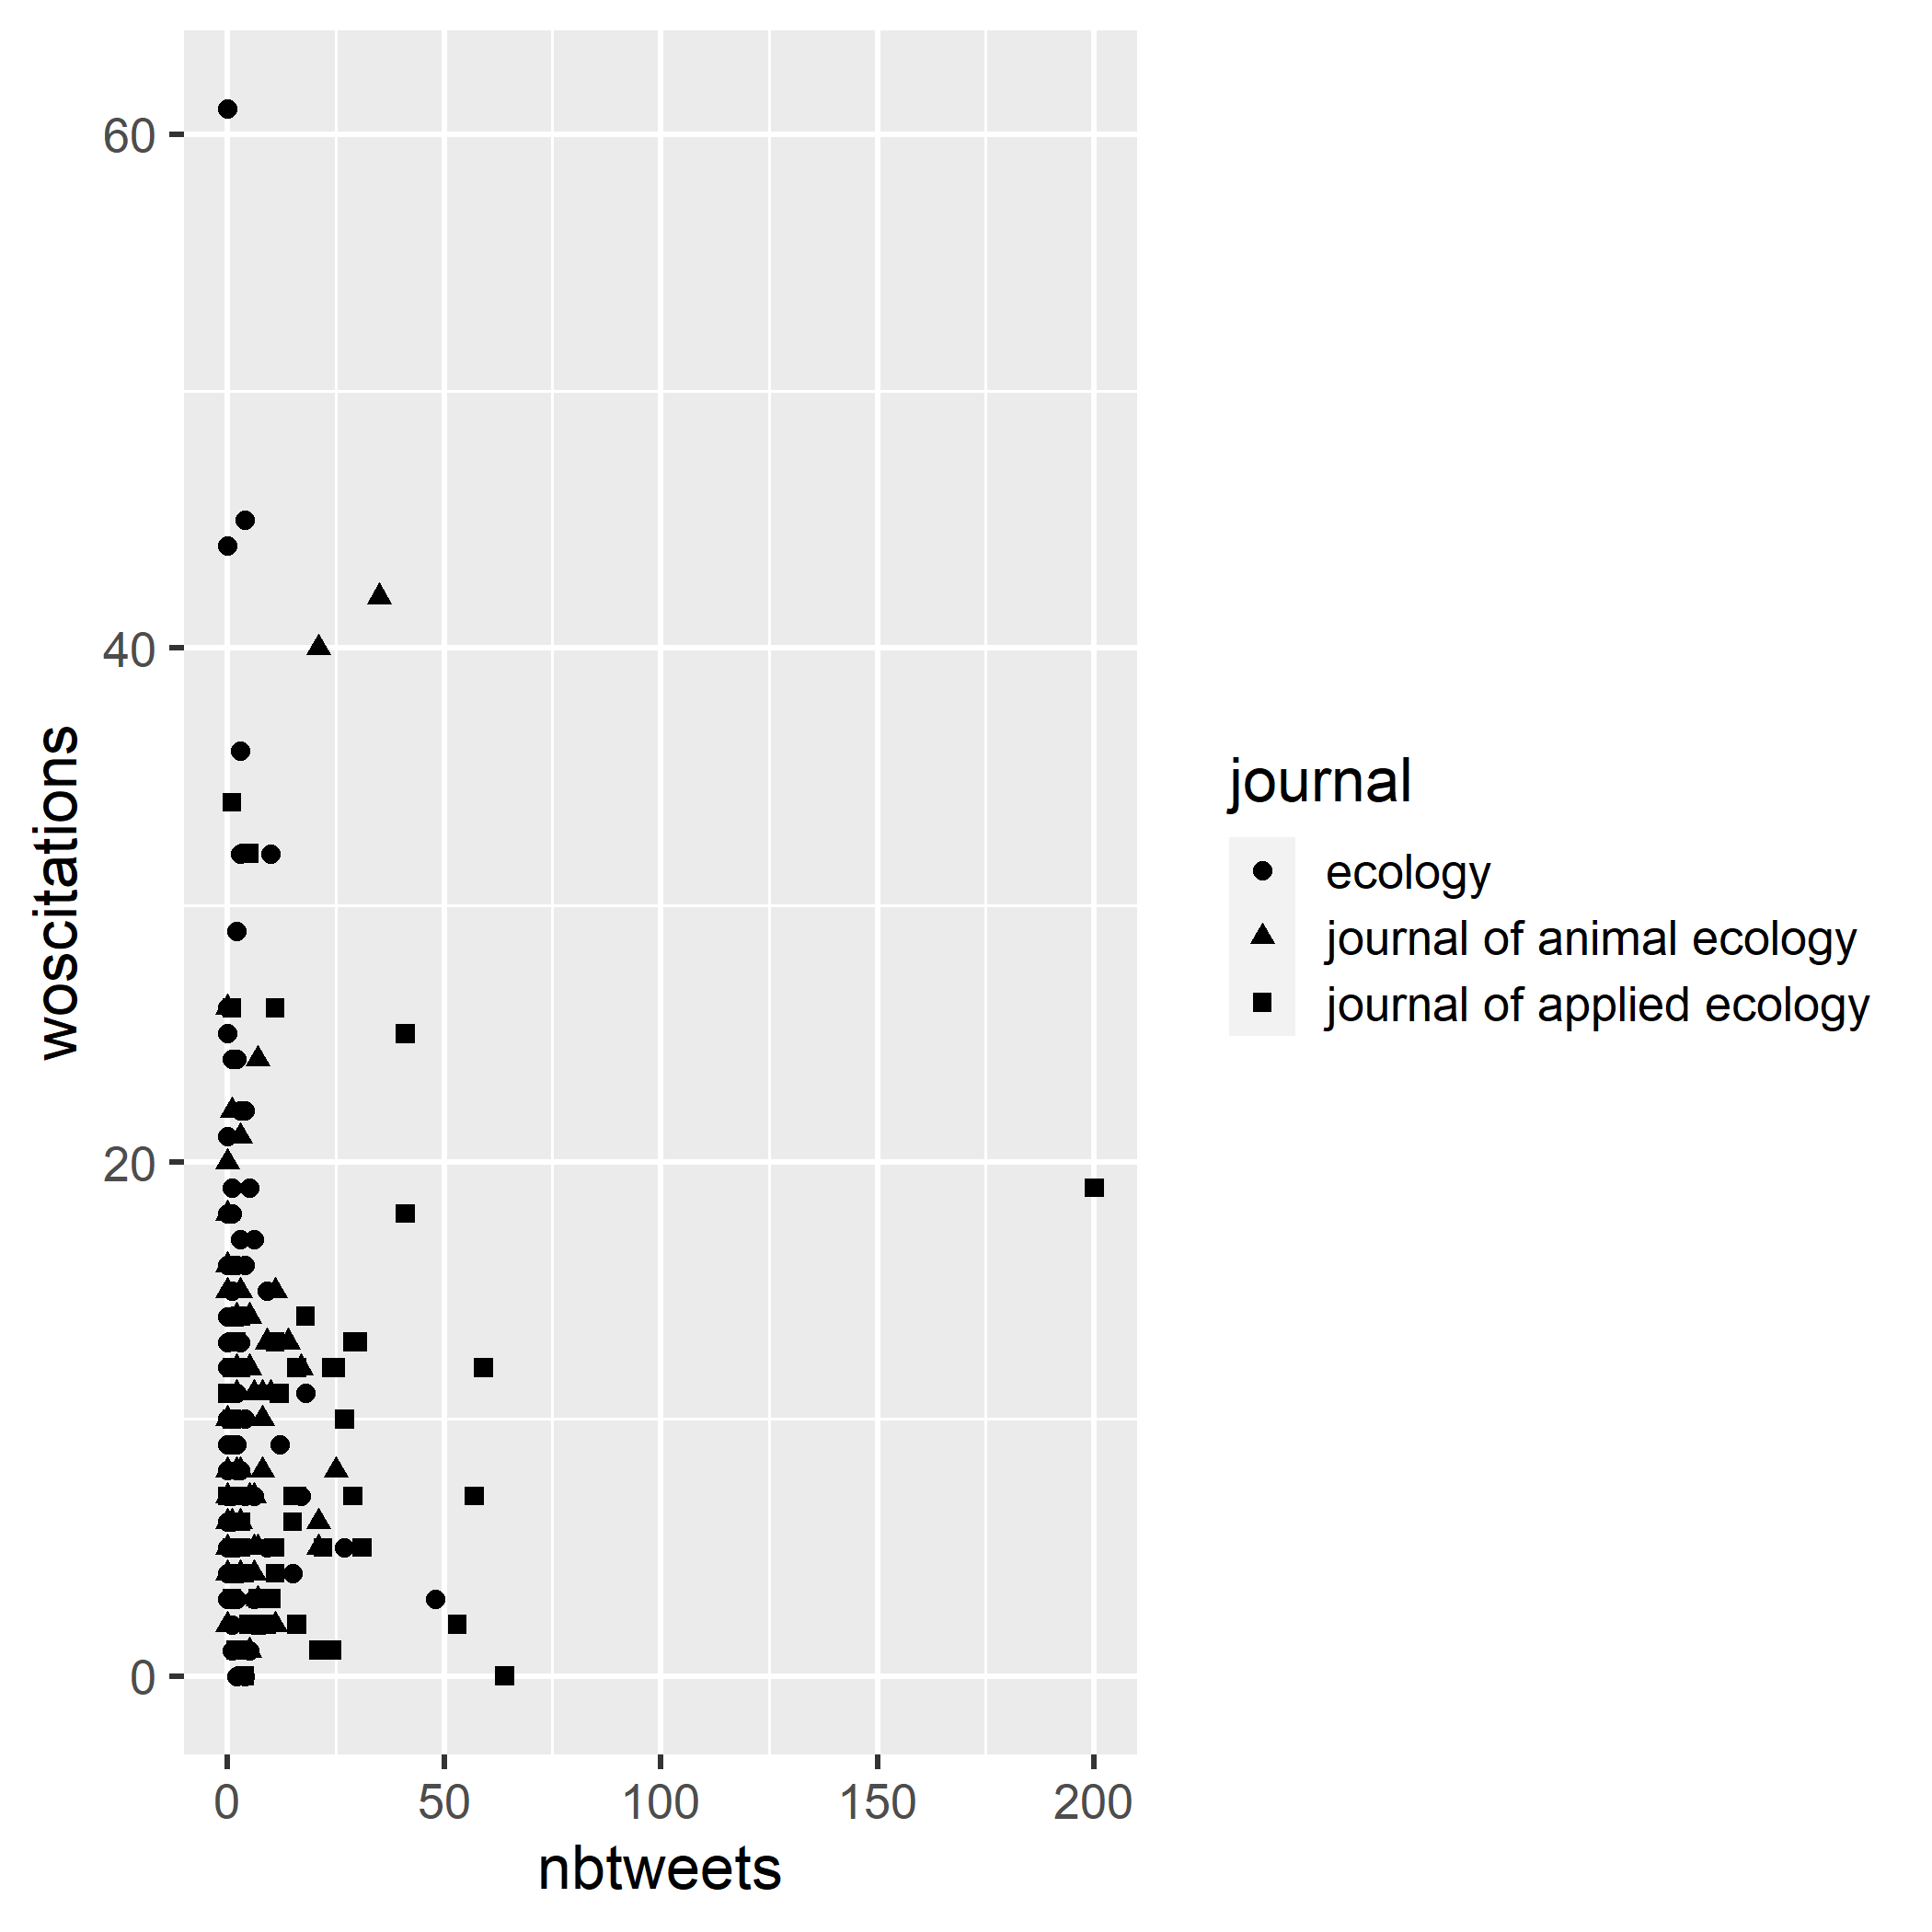 60
40
20
0
woscitations
0 50 100 150 200
nbtweets
journal
ecology
journal of animal ecology
journal of applied ecology